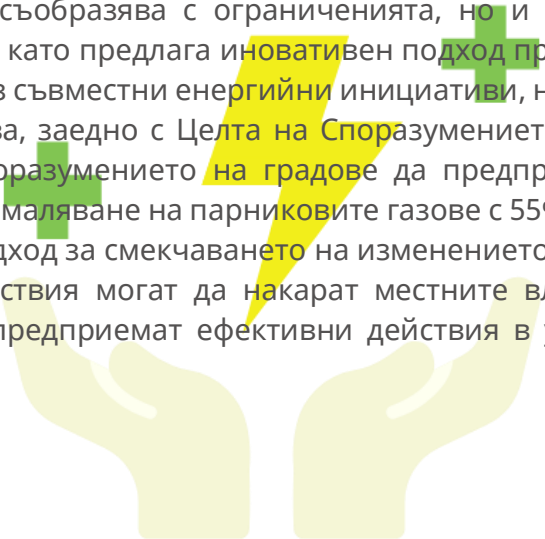 съобразява с ограниченията, но и
като предлага иновативен подход пр
в съвместни енергийни инициативи, н
ва, заедно с Целта на Споразумениет
оразумението на градове да предпр
маляване на парниковите газове с 55%
дход за смекчаването на изменението
ствия могат да накарат местните вл
предприемат ефективни действия в у